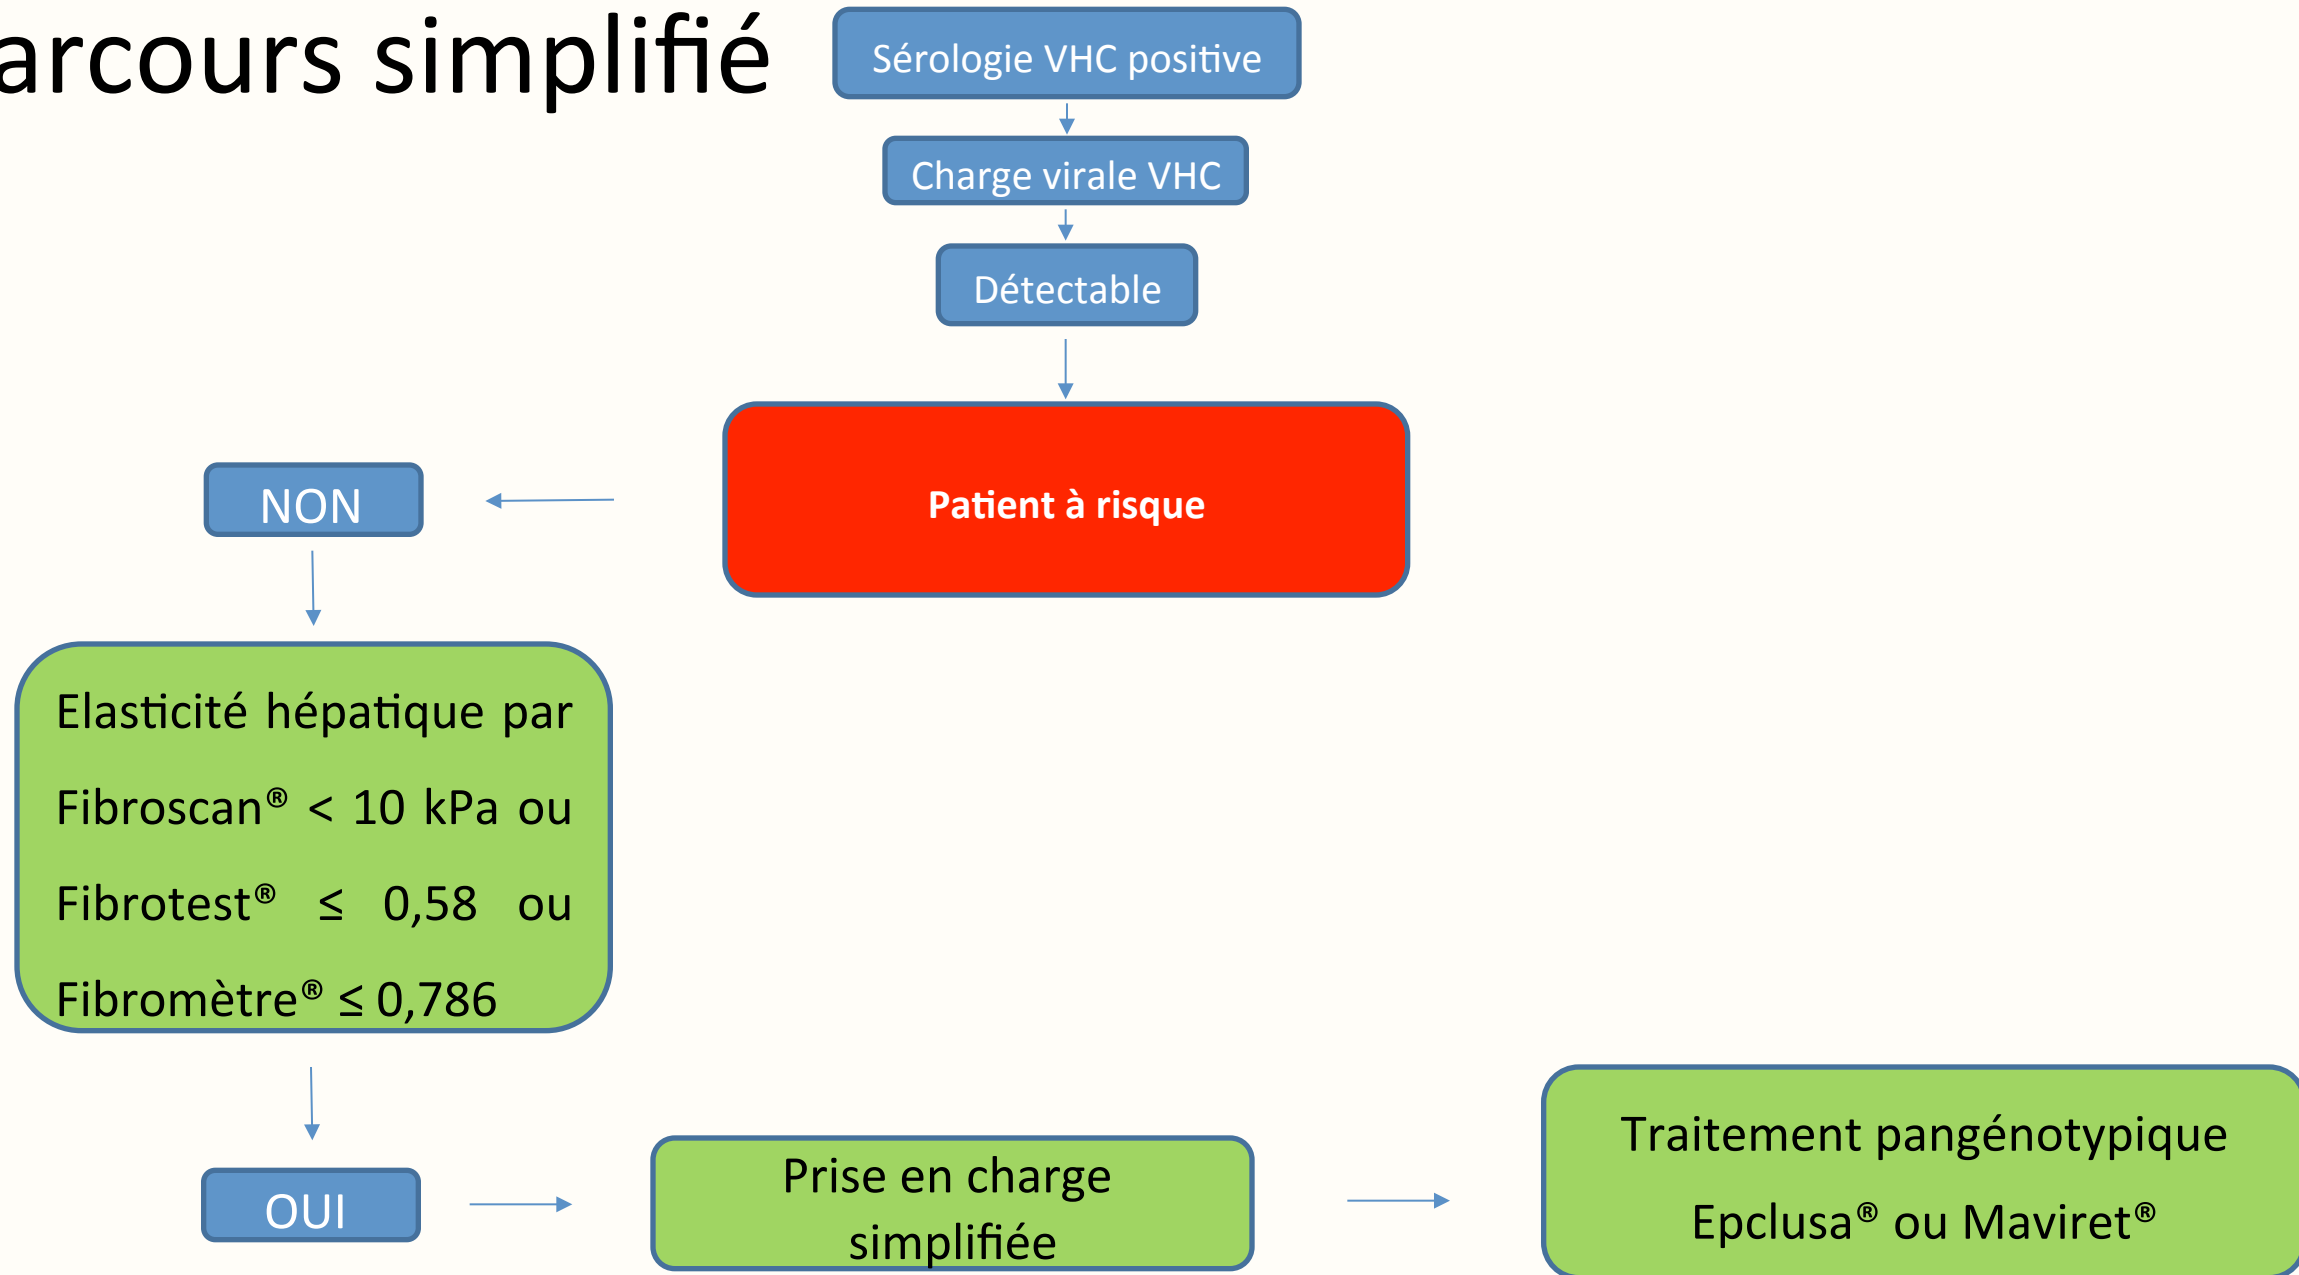 arcours simplifié
Sérologie VHC positive
Charge virale VHC
Détectable
Patient à risque
NON
Elasticité hépatique par
Fibroscan® < 10 kPa ou
Fibrotest® ≤ 0,58 ou
Fibromètre® ≤ 0,786
OUI
Prise en charge
simplifiée
Traitement pangénotypique
Epclusa® ou Maviret®